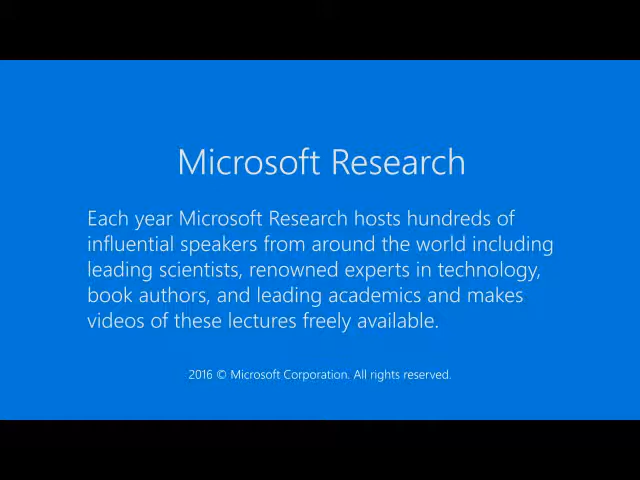 Microsoft Research
Each year Microsoft Research hosts hundreds of
influential speakers from around the world including
leading scientists, renowned experts in technology,
book authors, and leading academics and makes
videos of these lectures freely available.
2016 © Microsoft Corporation. All rights reserved.